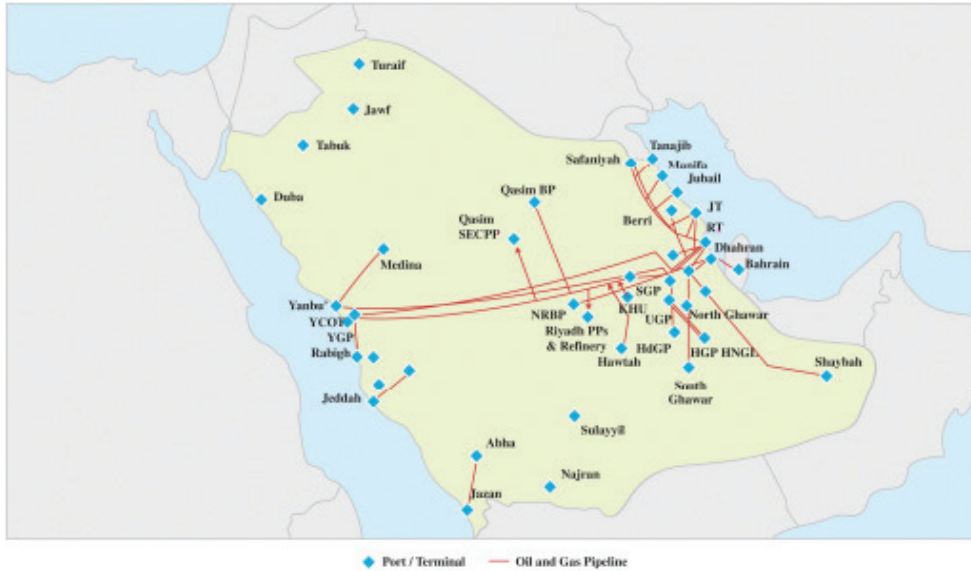 Turaif
Jawf
Tabuk
Duba
Medina
Yanbu'
YCOT
YGP
Rabigh
Jeddah
Abha
Jazan
Najran
Sulayyil
Qasim BP
Qasim
SECPP
NRBP
Riyadh PPs
& Refinery
Hawtah
KHU
SGP
UGP
HdGP
HGP HNGL
South
Ghawar
North Ghawar
Shaybah
Safaniyah
Tanajib
Manifa
Jubail
Berri
JT
RT
Dhahran
Bahrain
Port / Terminal
Oil and Gas Pipeline